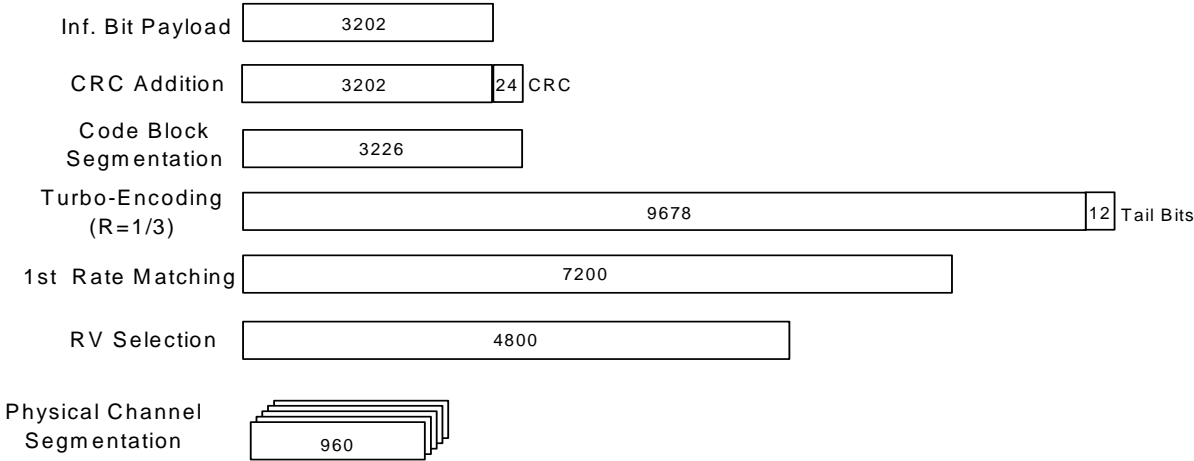 Inf. Bit Payload 3202
CRC Addition 3202 24 CRC
Code Block
Segmentation 3226
Turbo-Encoding
(R=1/3) 9678 12 Tail Bits
1st Rate Matching 7200
RV Selection 4800
Physical Channel
Segmentation 960